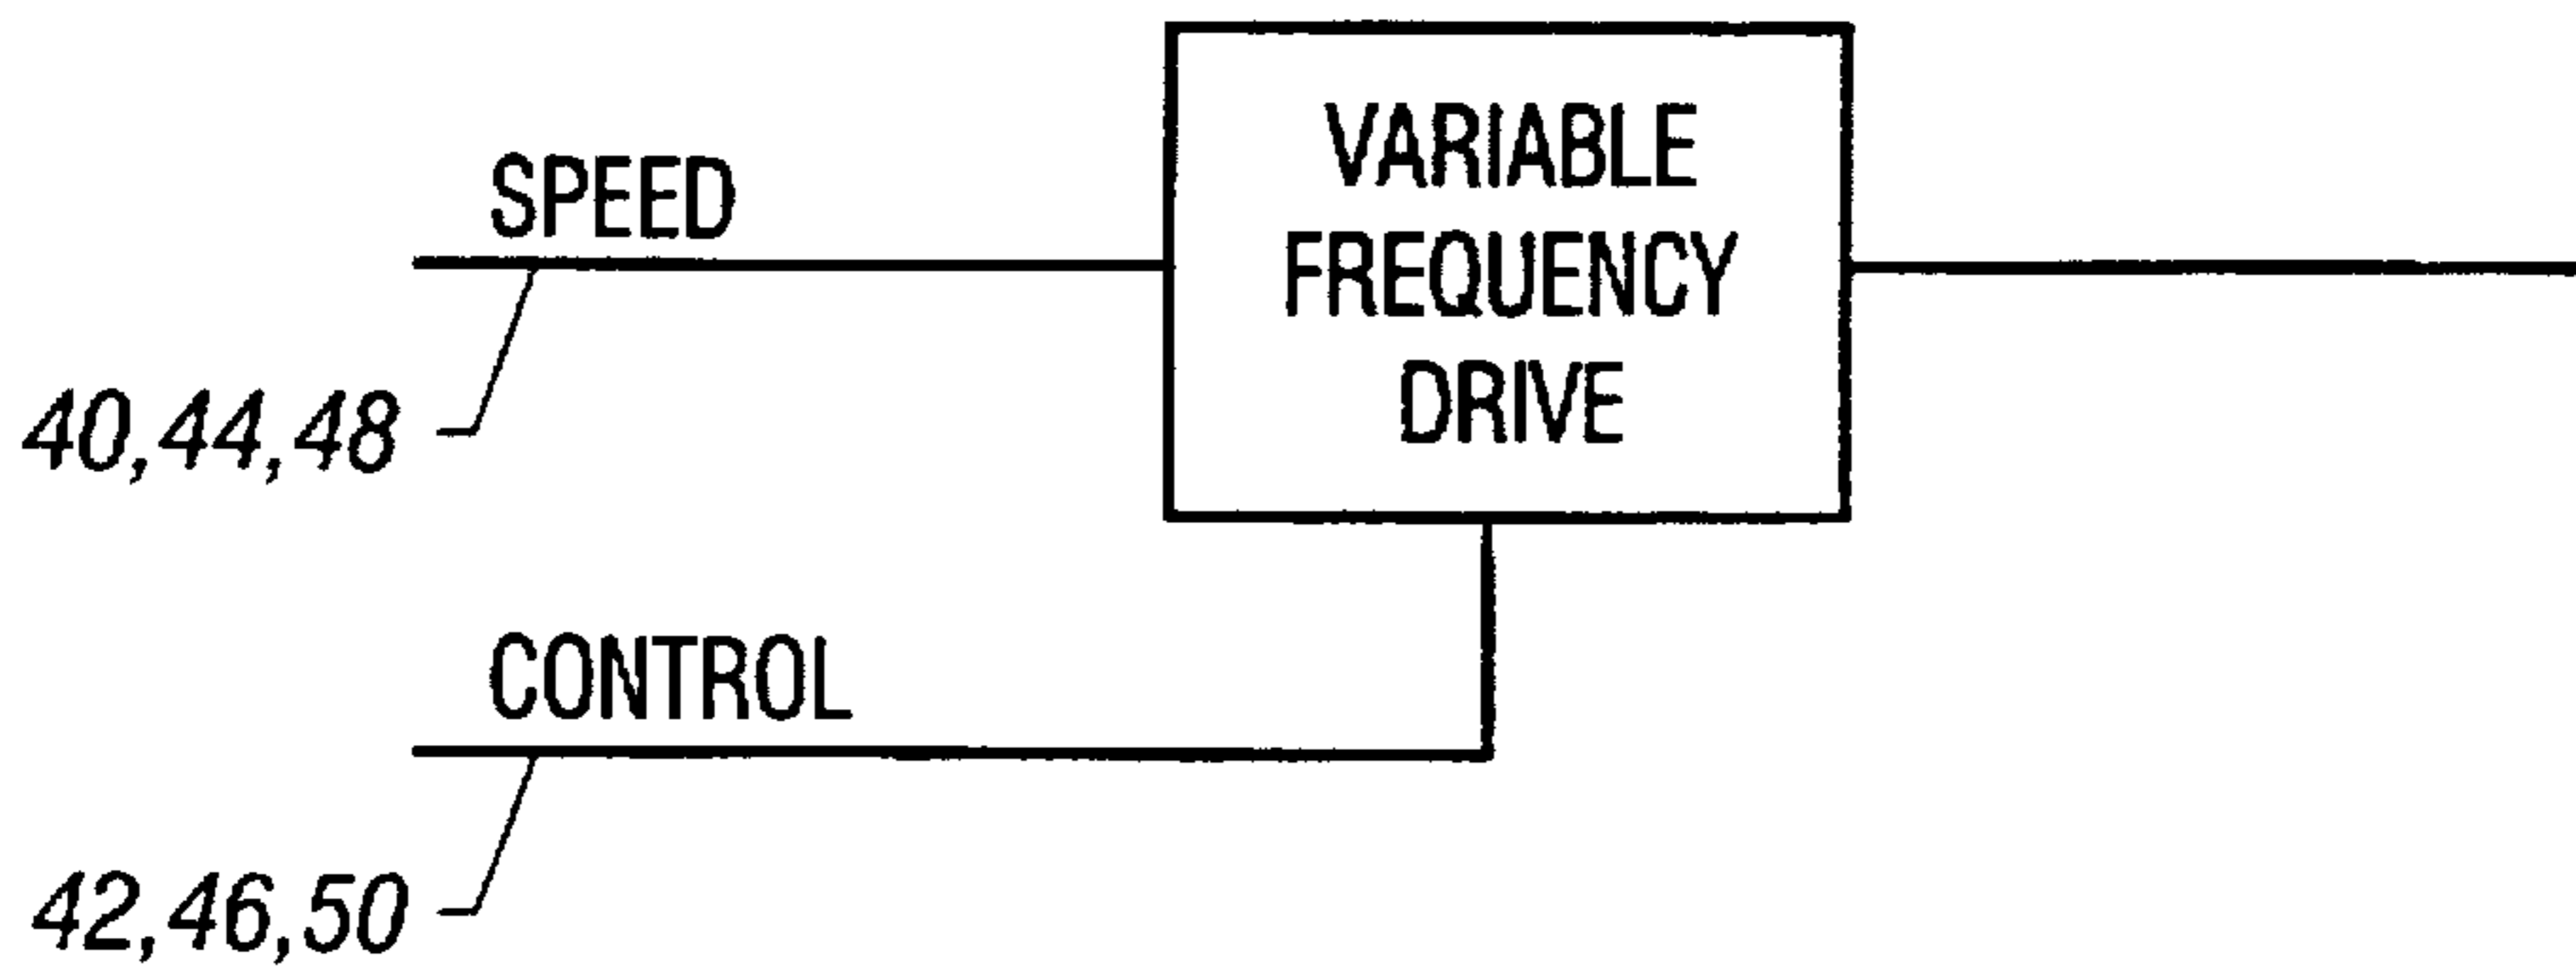 VARIABLE
FREQUENCY
DRIVE
SPEED
40,44,48
CONTROL
42,46,50